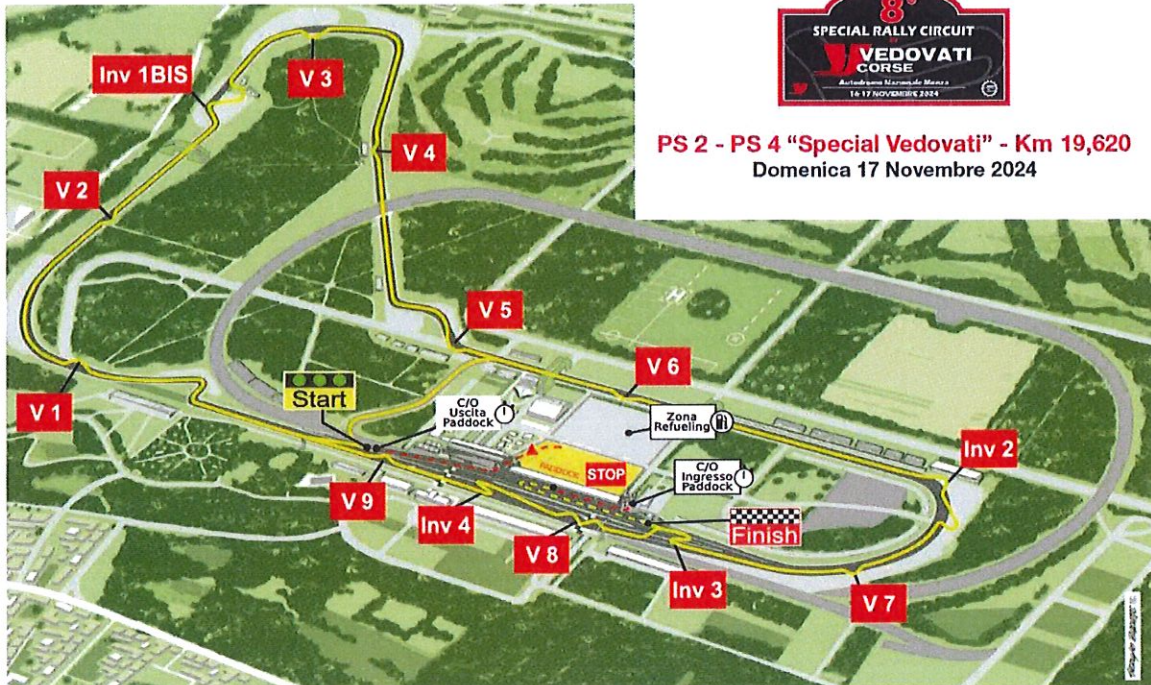 8°
SPECIAL RALLY CIRCUIT
BY
VEDOVATI
CORSE
Autodromo Nazionale Monza
16-17 NOVEMBRE 2024
PS 2 - PS 4 “Special Vedovati” - Km 19,620
Domenica 17 Novembre 2024
Inv 1BIS
V 3
V 4
V 2
V 5
V 1
Start
C/O
Uscita
Paddock
V 6
Zona
Refueling
Inv 2
PADDOCK
STOP
C/O
Ingresso
Paddock
V 9
Inv 4
V 8
Finish
Inv 3
V 7